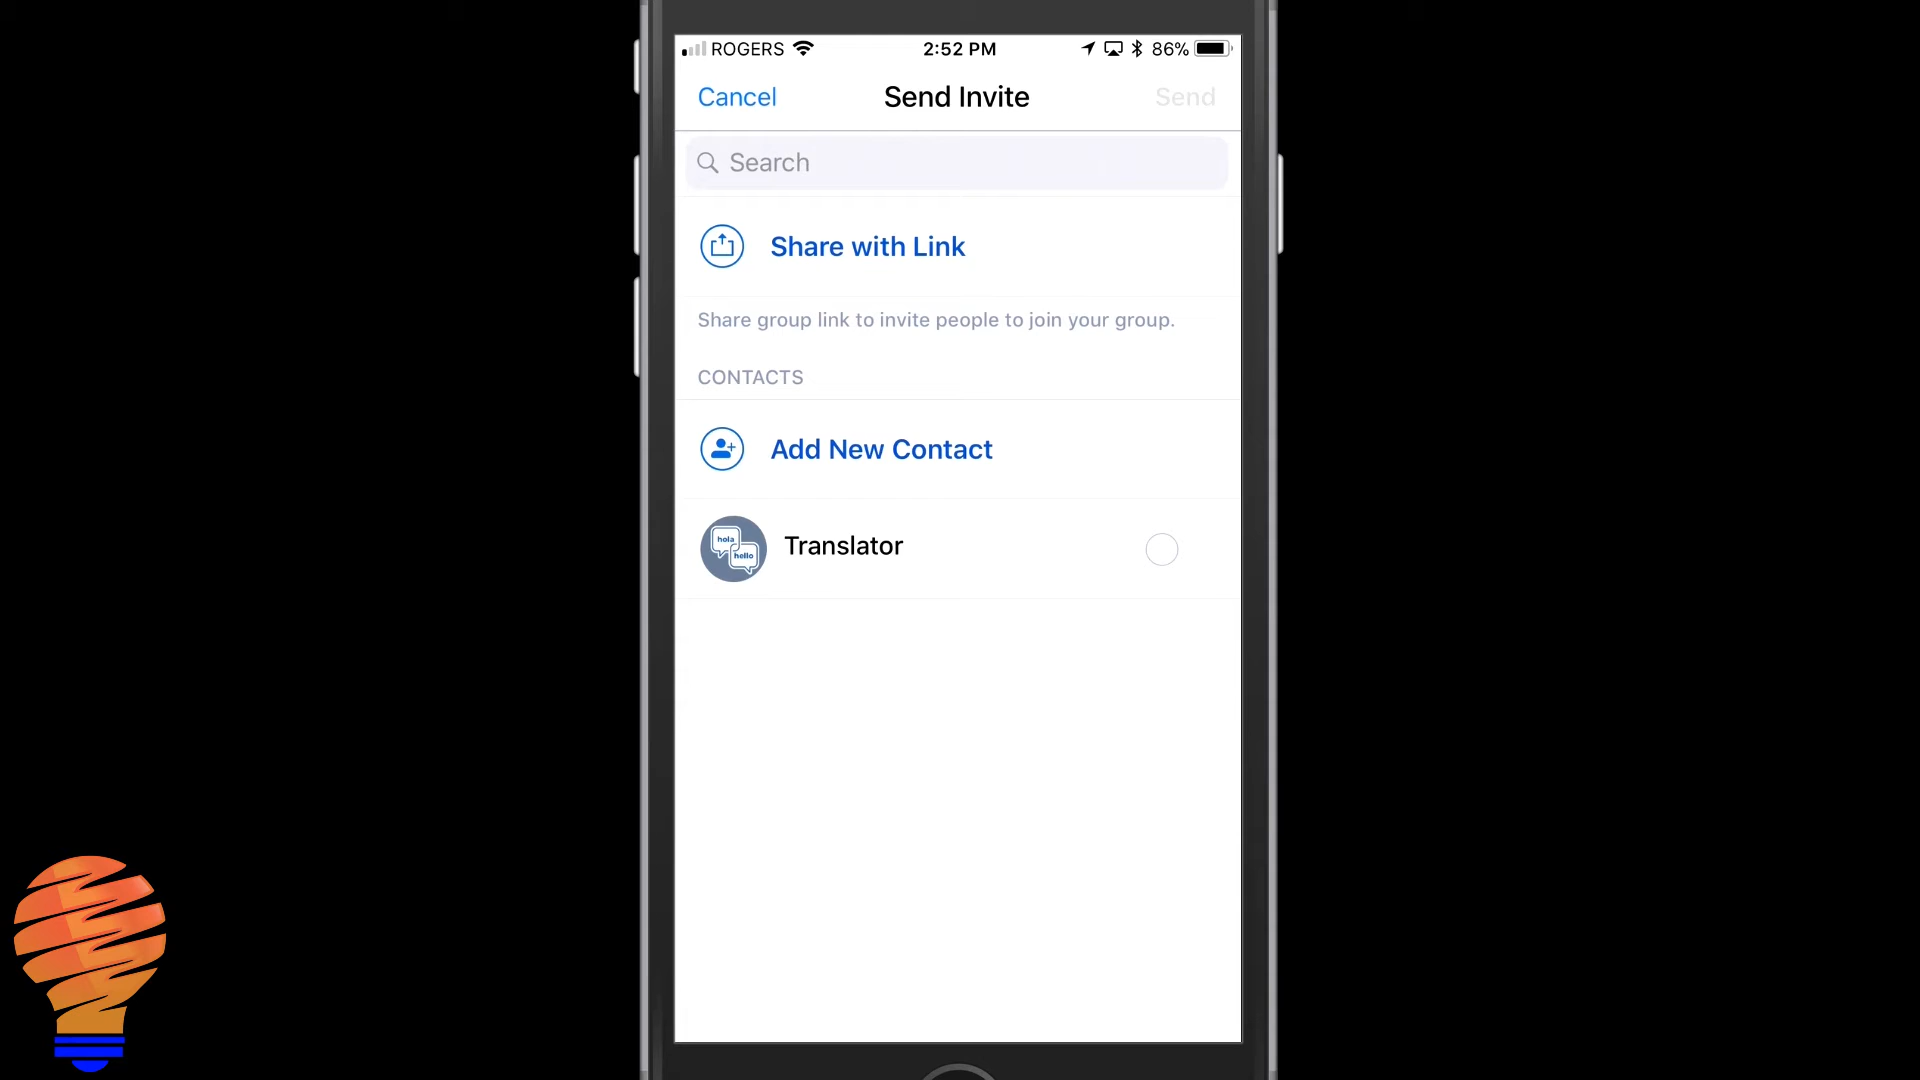 ROGERS 2:52 PM 86%
Cancel Send Invite Send
Search
Share with Link
Share group link to invite people to join your group.
CONTACTS
Add New Contact
hola
hello
Translator